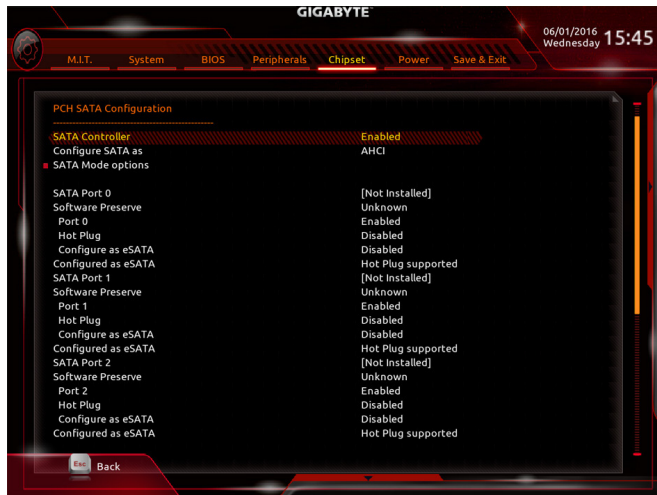 GIGABYTE™
06/01/2016 15:45
Wednesday
M.I.T. System BIOS Peripherals Chipset Power Save & Exit
PCH SATA Configuration
SATA Controller Enabled
Configure SATA as AHCI
SATA Mode options
SATA Port 0 [Not Installed]
Software Preserve Unknown
Port 0 Enabled
Hot Plug Disabled
Configure as eSATA Disabled
Configured as eSATA Hot Plug supported
SATA Port 1 [Not Installed]
Software Preserve Unknown
Port 1 Enabled
Hot Plug Disabled
Configure as eSATA Disabled
Configured as eSATA Hot Plug supported
SATA Port 2 [Not Installed]
Software Preserve Unknown
Port 2 Enabled
Hot Plug Disabled
Configure as eSATA Disabled
Configured as eSATA Hot Plug supported
Esc Back